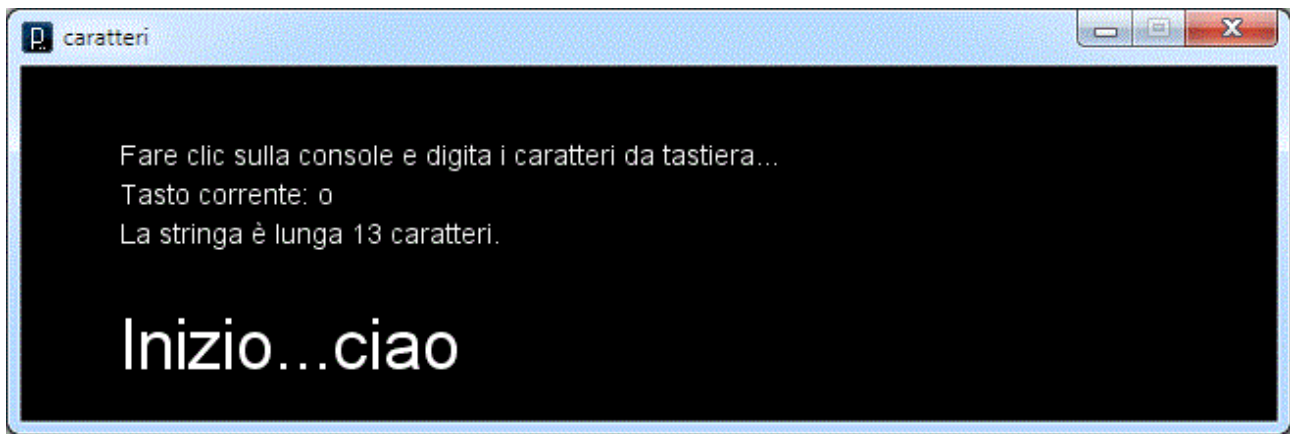 caratteri
Fare clic sulla console e digita i caratteri da tastiera...
Tasto corrente: o
La stringa è lunga 13 caratteri.
Inizio...ciao